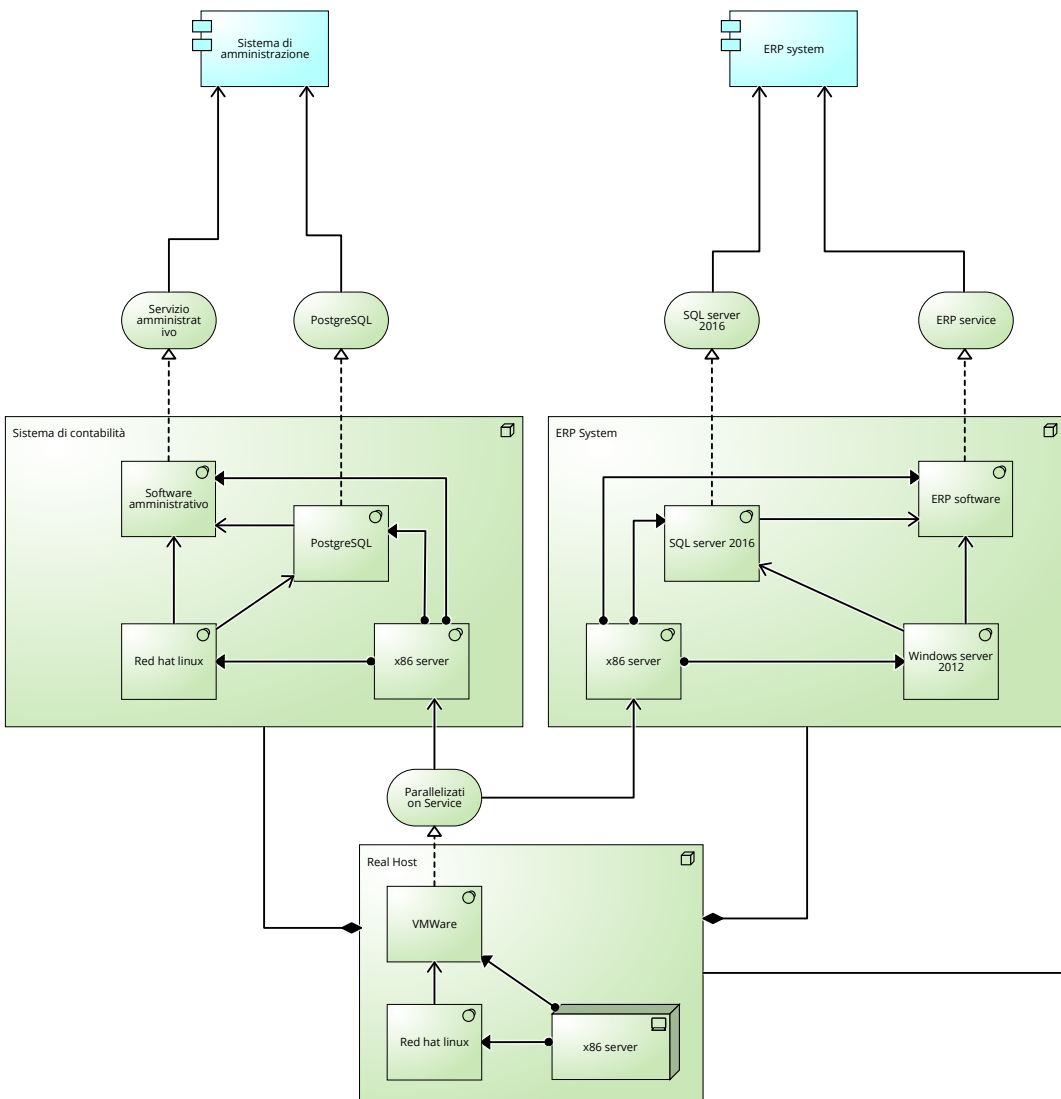 Sistema di
amministrazione
ERP system
Servizio
amministrat
ivo
PostgreSQL
SQL server
2016
ERP service
Sistema di contabilità
Software
amministrativo
PostgreSQL
Red hat linux
x86 server
ERP System
ERP software
SQL server 2016
x86 server
Windows server
2012
Parallelizati
on Service
Real Host
VMWare
Red hat linux
x86 server